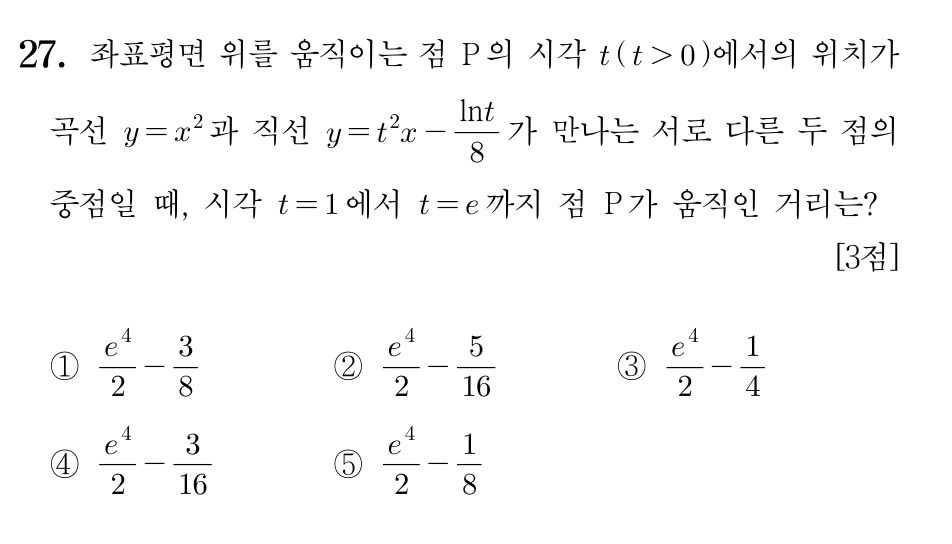 27. 좌표평면 위를 움직이는 점 P의 시각 t(t>0)에서의 위치가
곡선 y=x²과 직선 y=t²x−\frac{lnt}{8}가 만나는 서로 다른 두 점의
중점일 때, 시각 t=1에서 t=e까지 점 P가 움직인 거리는?
[3점]
① \frac{e^4}{2}−\frac{3}{8} ② \frac{e^4}{2}−\frac{5}{16} ③ \frac{e^4}{2}−\frac{1}{4}
④ \frac{e^4}{2}−\frac{3}{16} ⑤ \frac{e^4}{2}−\frac{1}{8}